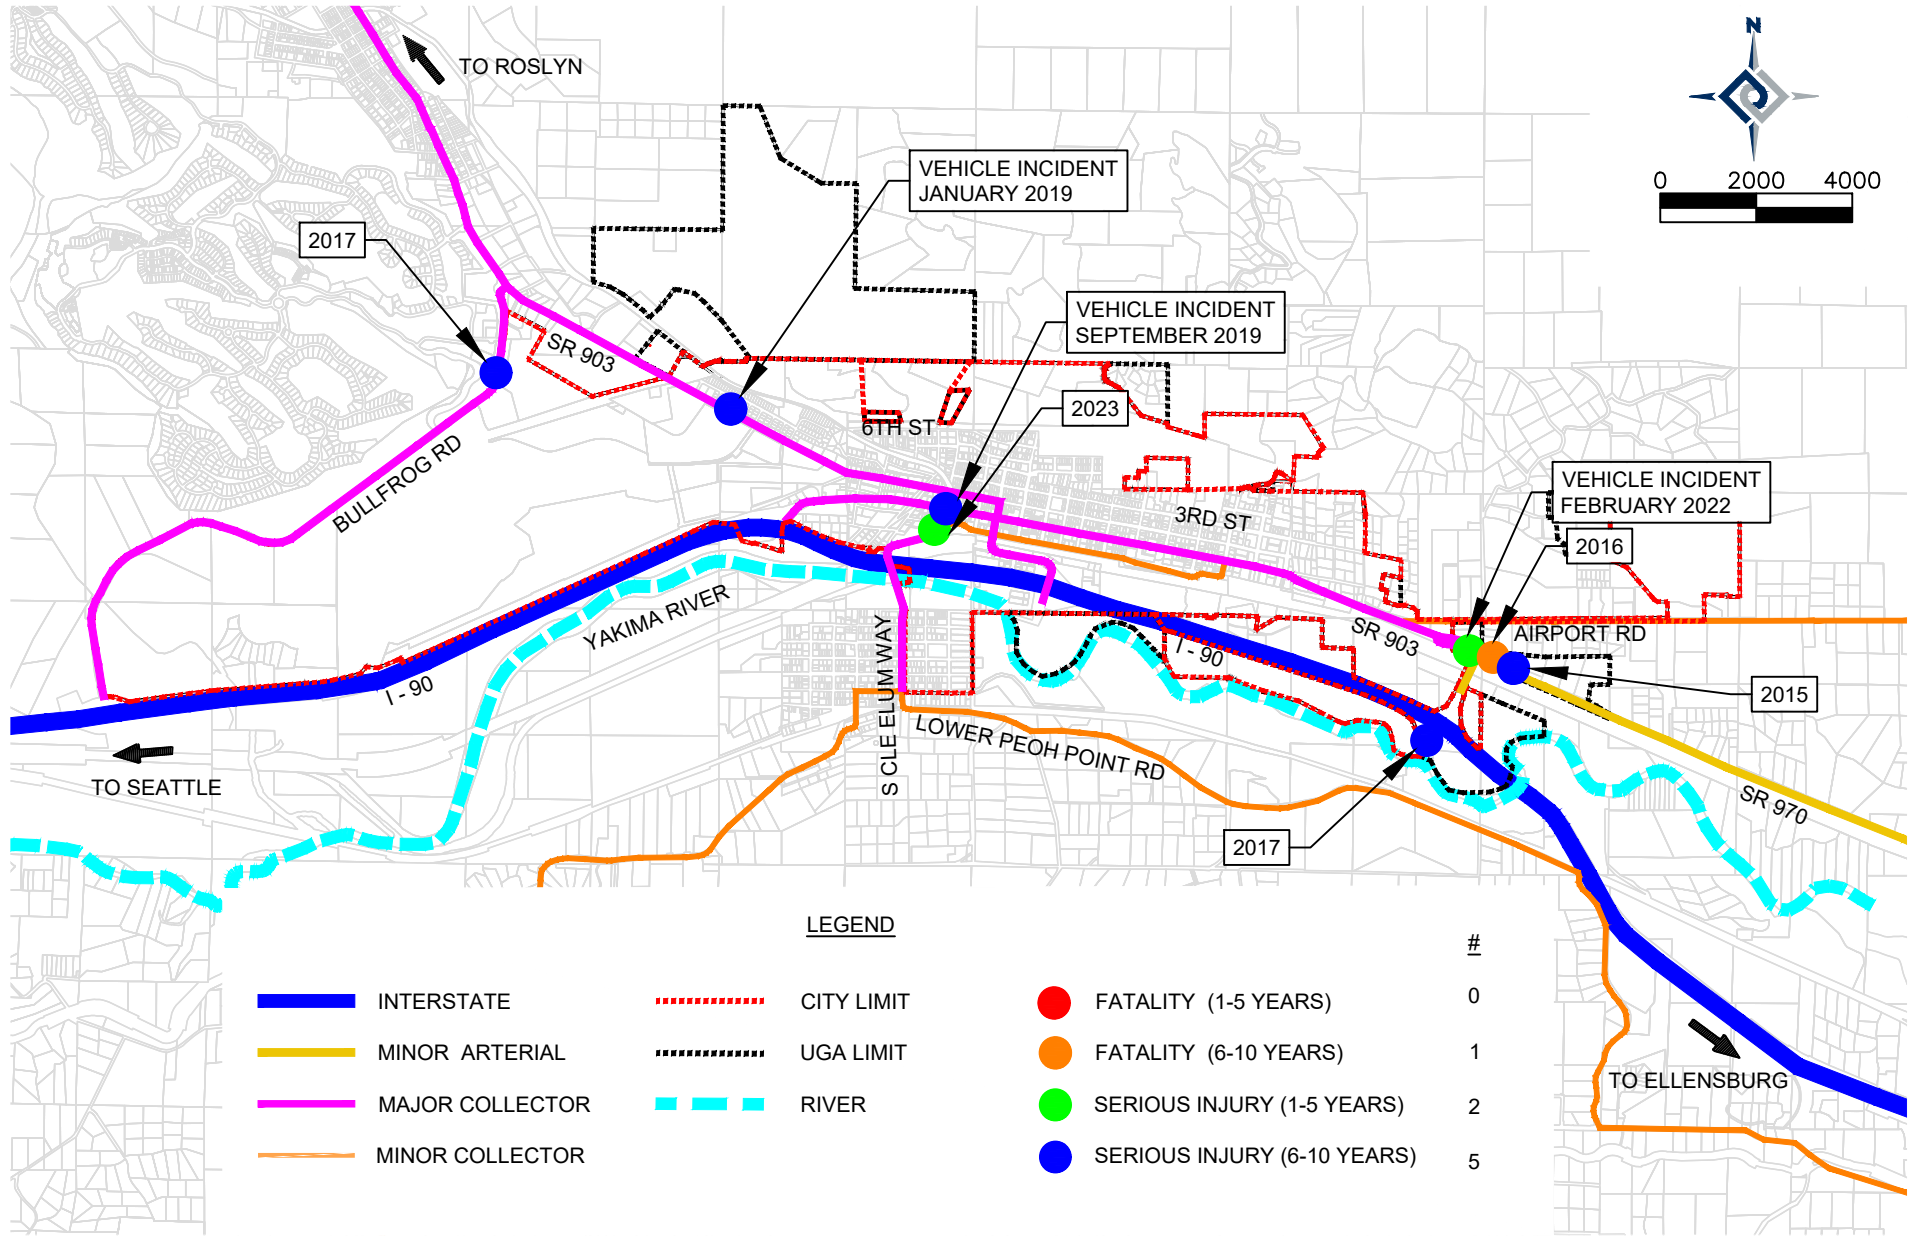 N
0 2000 4000
TO ROSLYN
VEHICLE INCIDENT
JANUARY 2019
2017
VEHICLE INCIDENT
SEPTEMBER 2019
SR 903
2023
6TH ST
BULLFROG RD
VEHICLE INCIDENT
FEBRUARY 2022
3RD ST
2016
YAKIMA RIVER
SR 903
AIRPORT RD
I - 90
I - 90
2015
S CLE ELUM WAY
LOWER PEOH POINT RD
TO SEATTLE
SR 970
2017
LEGEND
#
INTERSTATE
CITY LIMIT
FATALITY (1-5 YEARS)
0
MINOR ARTERIAL
UGA LIMIT
FATALITY (6-10 YEARS)
1
MAJOR COLLECTOR
RIVER
SERIOUS INJURY (1-5 YEARS)
2
MINOR COLLECTOR
SERIOUS INJURY (6-10 YEARS)
5
TO ELLENSBURG